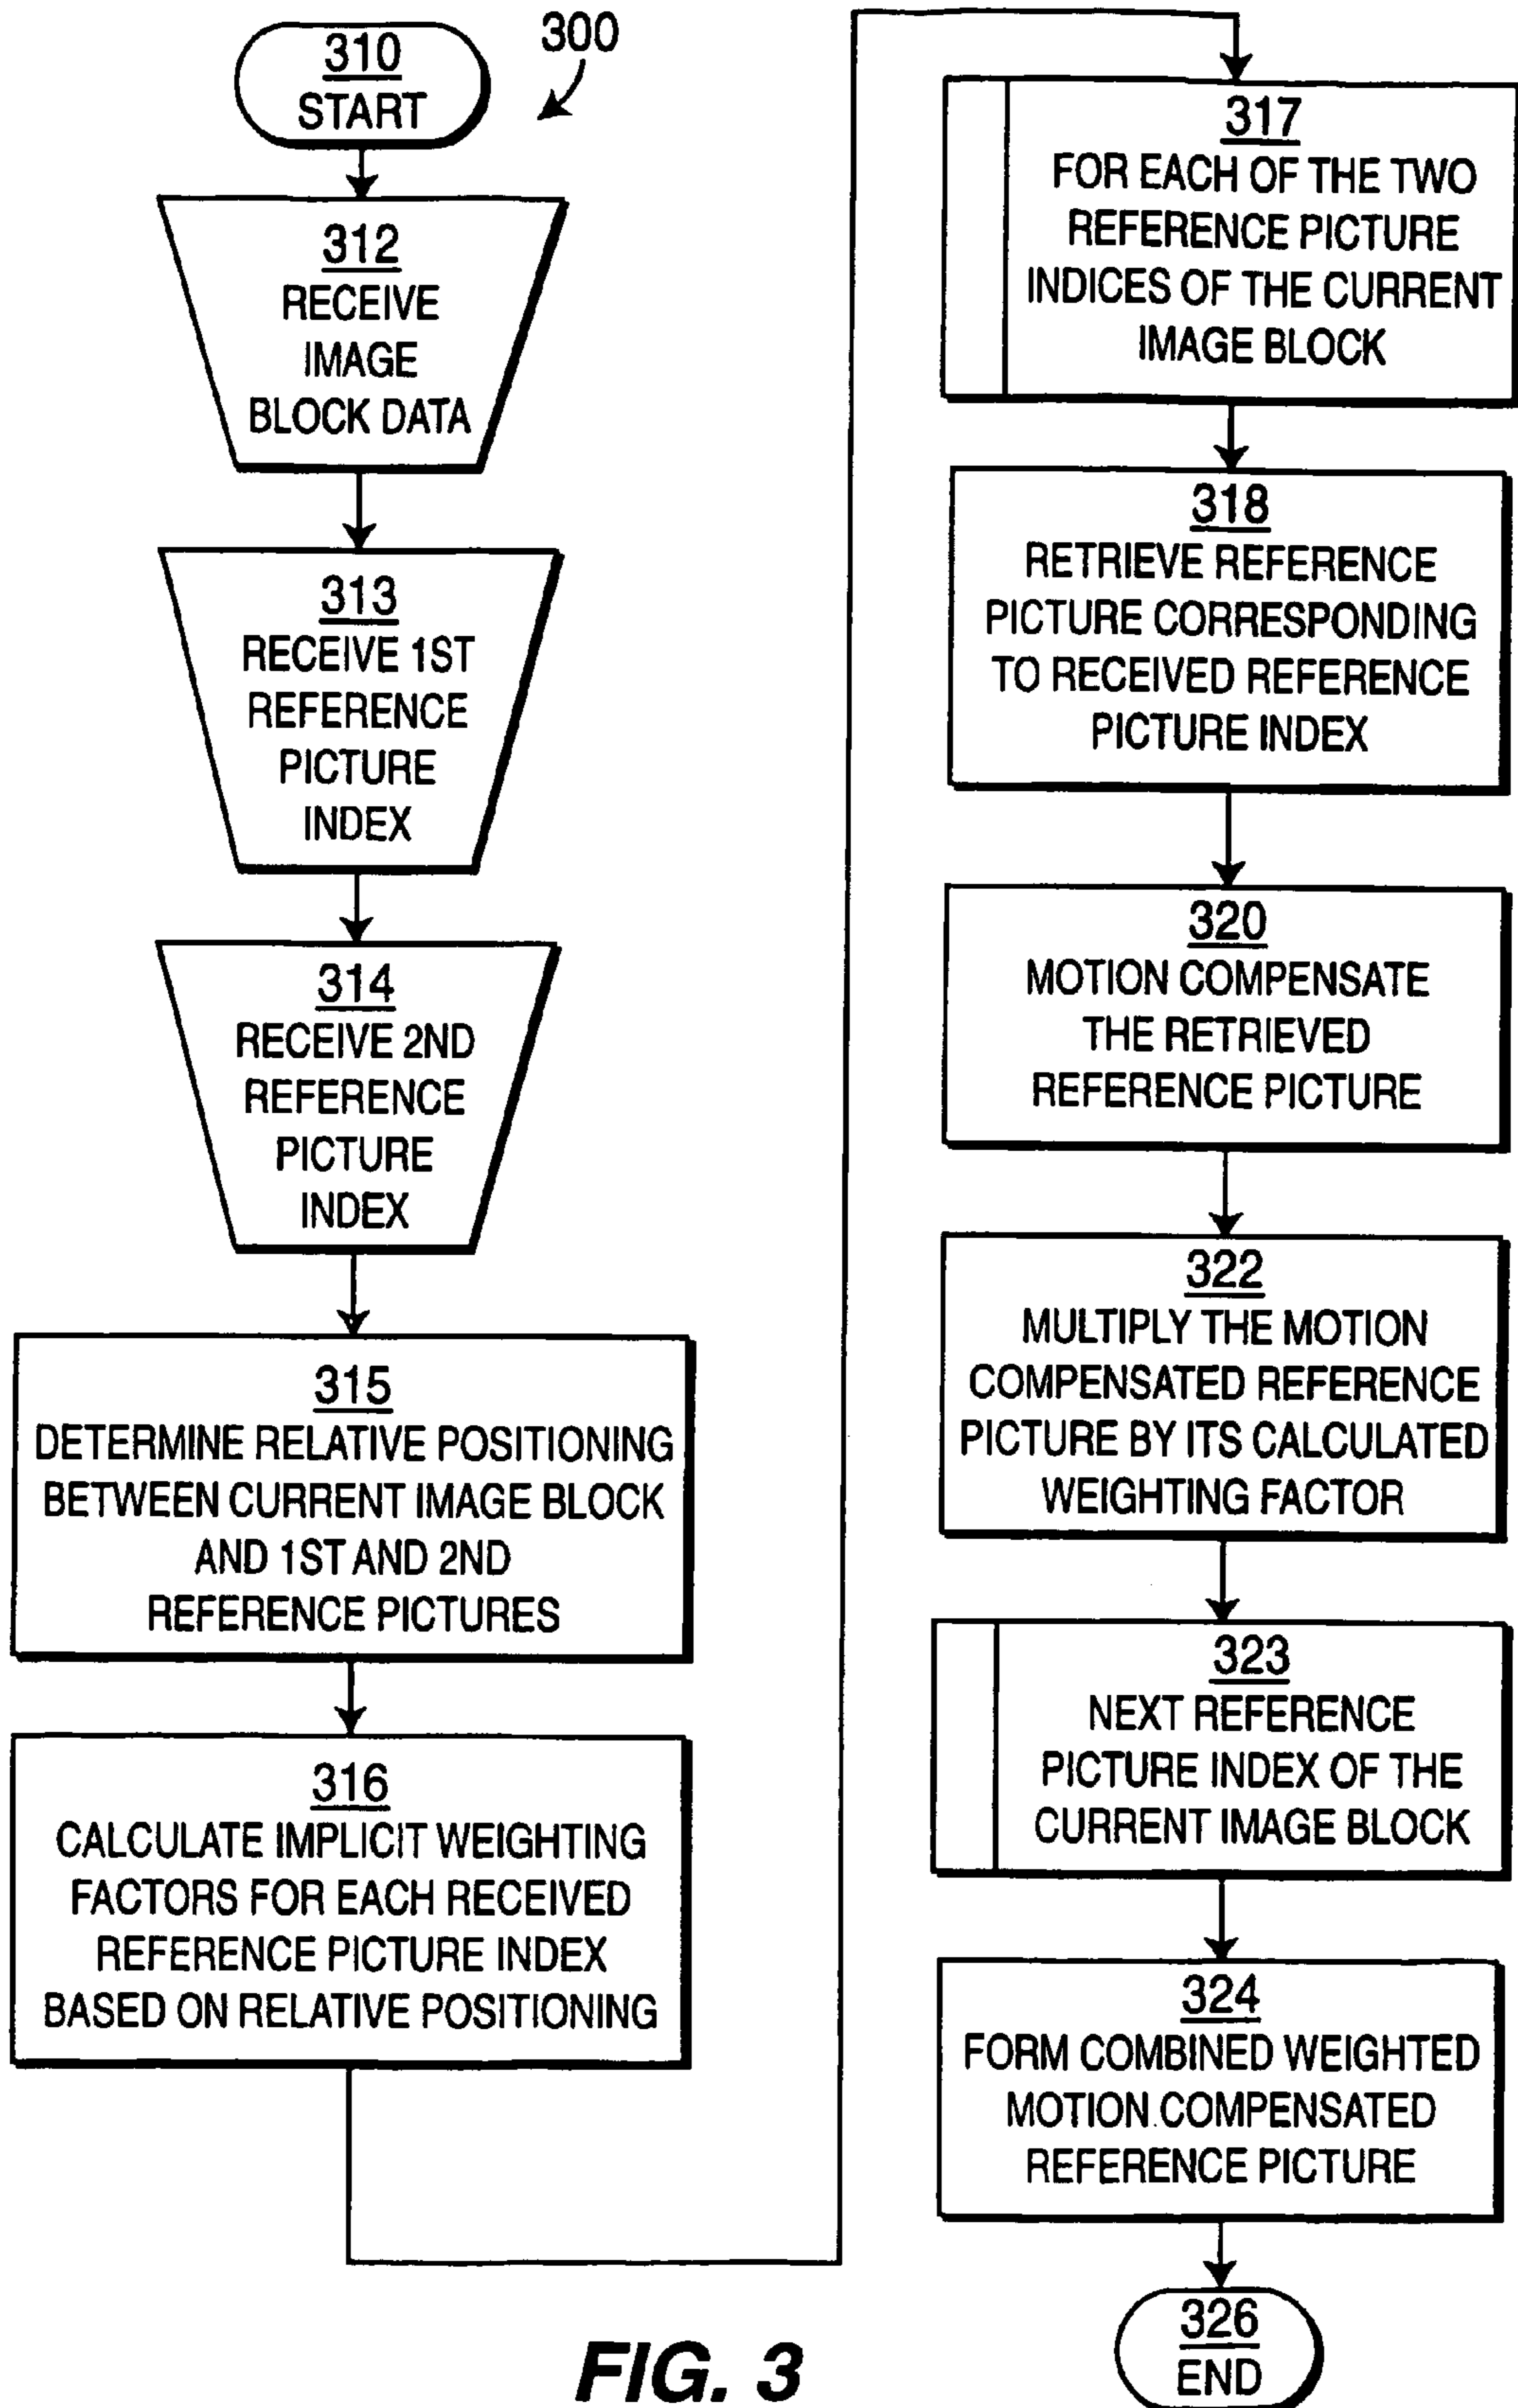 300
310
START
312
RECEIVE
IMAGE
BLOCK DATA
313
RECEIVE 1ST
REFERENCE
PICTURE
INDEX
314
RECEIVE 2ND
REFERENCE
PICTURE
INDEX
315
DETERMINE RELATIVE POSITIONING
BETWEEN CURRENT IMAGE BLOCK
AND 1ST AND 2ND
REFERENCE PICTURES
316
CALCULATE IMPLICIT WEIGHTING
FACTORS FOR EACH RECEIVED
REFERENCE PICTURE INDEX
BASED ON RELATIVE POSITIONING
317
FOR EACH OF THE TWO
REFERENCE PICTURE
INDICES OF THE CURRENT
IMAGE BLOCK
318
RETRIEVE REFERENCE
PICTURE CORRESPONDING
TO RECEIVED REFERENCE
PICTURE INDEX
320
MOTION COMPENSATE
THE RETRIEVED
REFERENCE PICTURE
322
MULTIPLY THE MOTION
COMPENSATED REFERENCE
PICTURE BY ITS CALCULATED
WEIGHTING FACTOR
323
NEXT REFERENCE
PICTURE INDEX OF THE
CURRENT IMAGE BLOCK
324
FORM COMBINED WEIGHTED
MOTION COMPENSATED
REFERENCE PICTURE
326
END
FIG. 3